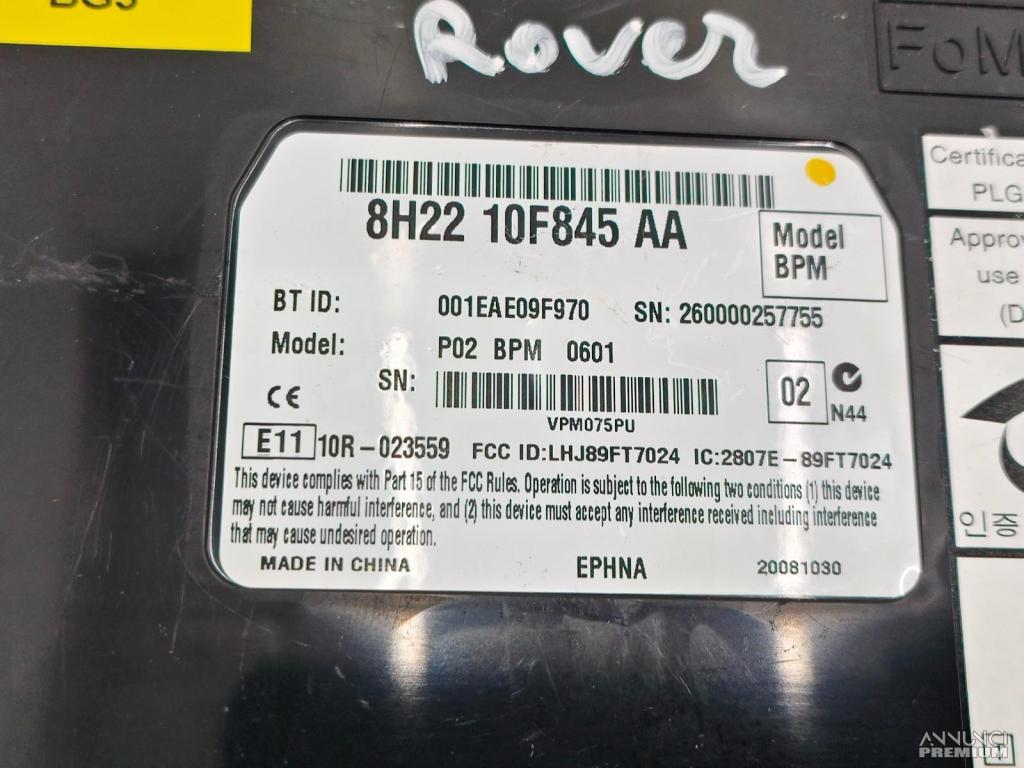 BG5
Rover
FoM
8H22 10F845 AA
Model
BPM
BT ID: 001EAE09F970 SN: 260000257755
Model: P02 BPM 0601
SN:
02
N44
VPM075PU
CE
E11 10R-023559 FCC ID:LHJ89FT7024 IC:2807E-89FT7024
This device complies with Part 15 of the FCC Rules. Operation is subject to the following two conditions (1) this device
may not cause harmful interference, and (2) this device must accept any interference received including interference
that may cause undesired operation.
MADE IN CHINA EPHNA 20081030
Certifica
PLG
Approv
use
(D
인증
ANNUNCI
PREMIUM